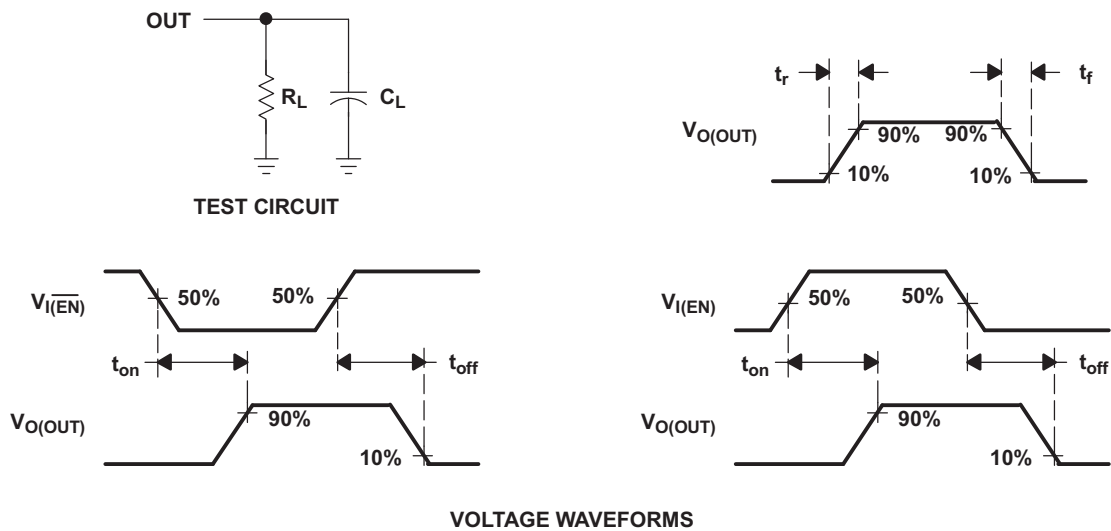 OUT
R_L
C_L
TEST CIRCUIT
t_r
t_f
V_O(OUT)
90%
90%
10%
10%
V_I(E̅N̅)
50%
50%
t_on
t_off
V_O(OUT)
90%
10%
V_I(EN)
50%
50%
t_on
t_off
V_O(OUT)
90%
10%
VOLTAGE WAVEFORMS